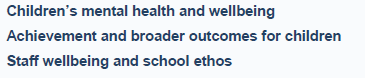 Children's mental health and wellbeing
Achievement and broader outcomes for children
Staff wellbeing and school ethos